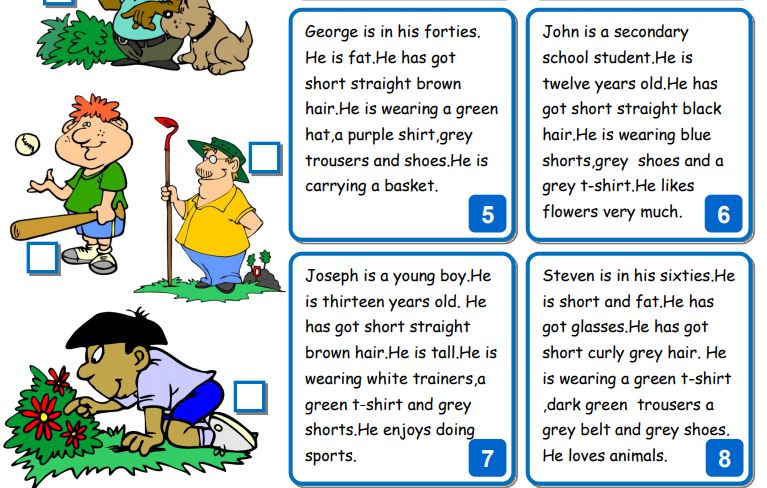 George is in his forties.
He is fat.He has got
short straight brown
hair.He is wearing a green
hat,a purple shirt,grey
trousers and shoes.He is
carrying a basket.
5
John is a secondary
school student.He is
twelve years old.He has
got short straight black
hair.He is wearing blue
shorts,grey shoes and a
grey t-shirt.He likes
flowers very much.
6
Joseph is a young boy.He
is thirteen years old. He
has got short straight
brown hair.He is tall.He is
wearing white trainers,a
green t-shirt and grey
shorts.He enjoys doing
sports.
7
Steven is in his sixties.He
is short and fat.He has
got glasses.He has got
short curly grey hair. He
is wearing a green t-shirt
,dark green trousers a
grey belt and grey shoes.
He loves animals.
8